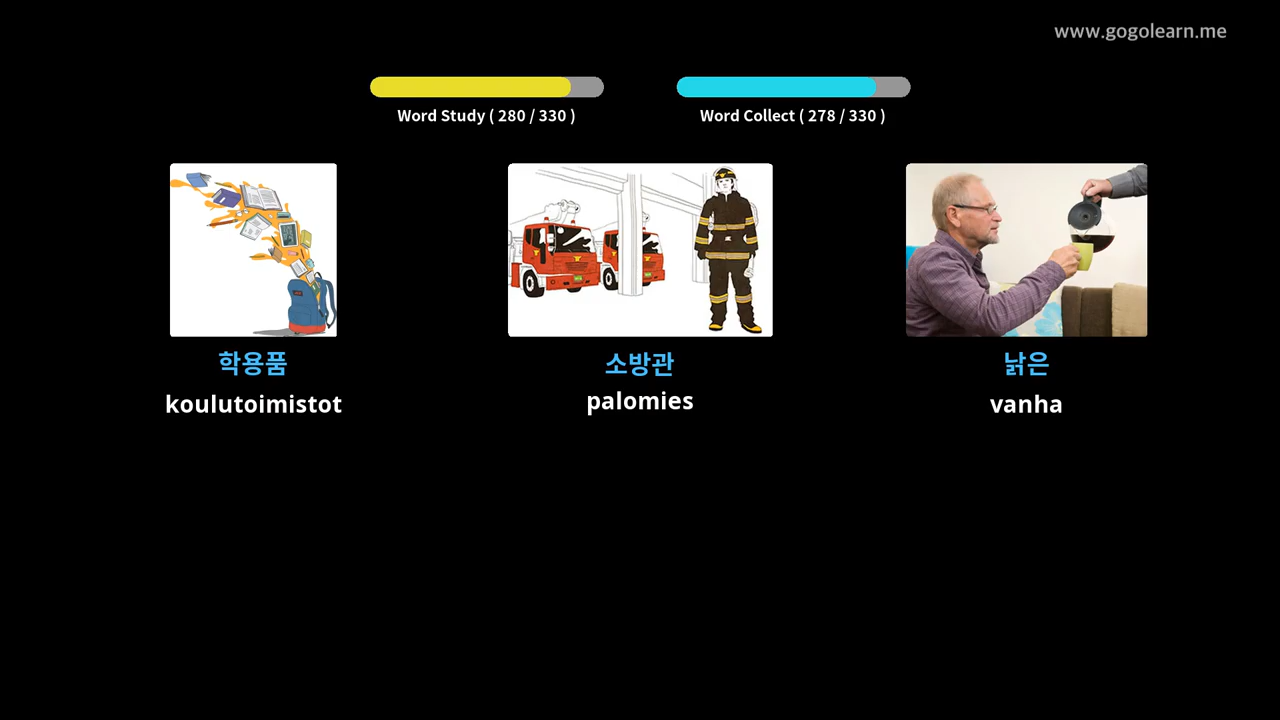 www.gogolearn.me
Word Study ( 280 / 330 )
Word Collect ( 278 / 330 )
학용품
소방관
낡은
koulutoimistot
palomies
vanha